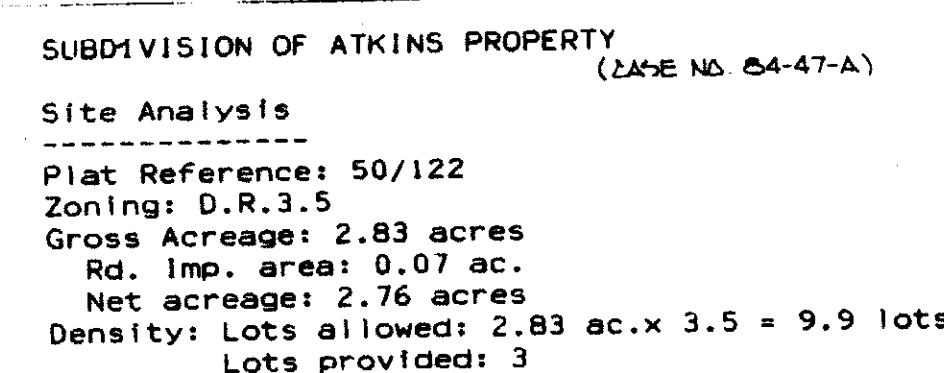 SUBDIVISION OF ATKINS PROPERTY
(CASE NO. 84-47-A)
Site Analysis
---------------
Plat Reference: 50/122
Zoning: D.R.3.5
Gross Acreage: 2.83 acres
Rd. Imp. area: 0.07 ac.
Net acreage: 2.76 acres
Density: Lots allowed: 2.83 ac.x 3.5 = 9.9 lots
Lots provided: 3